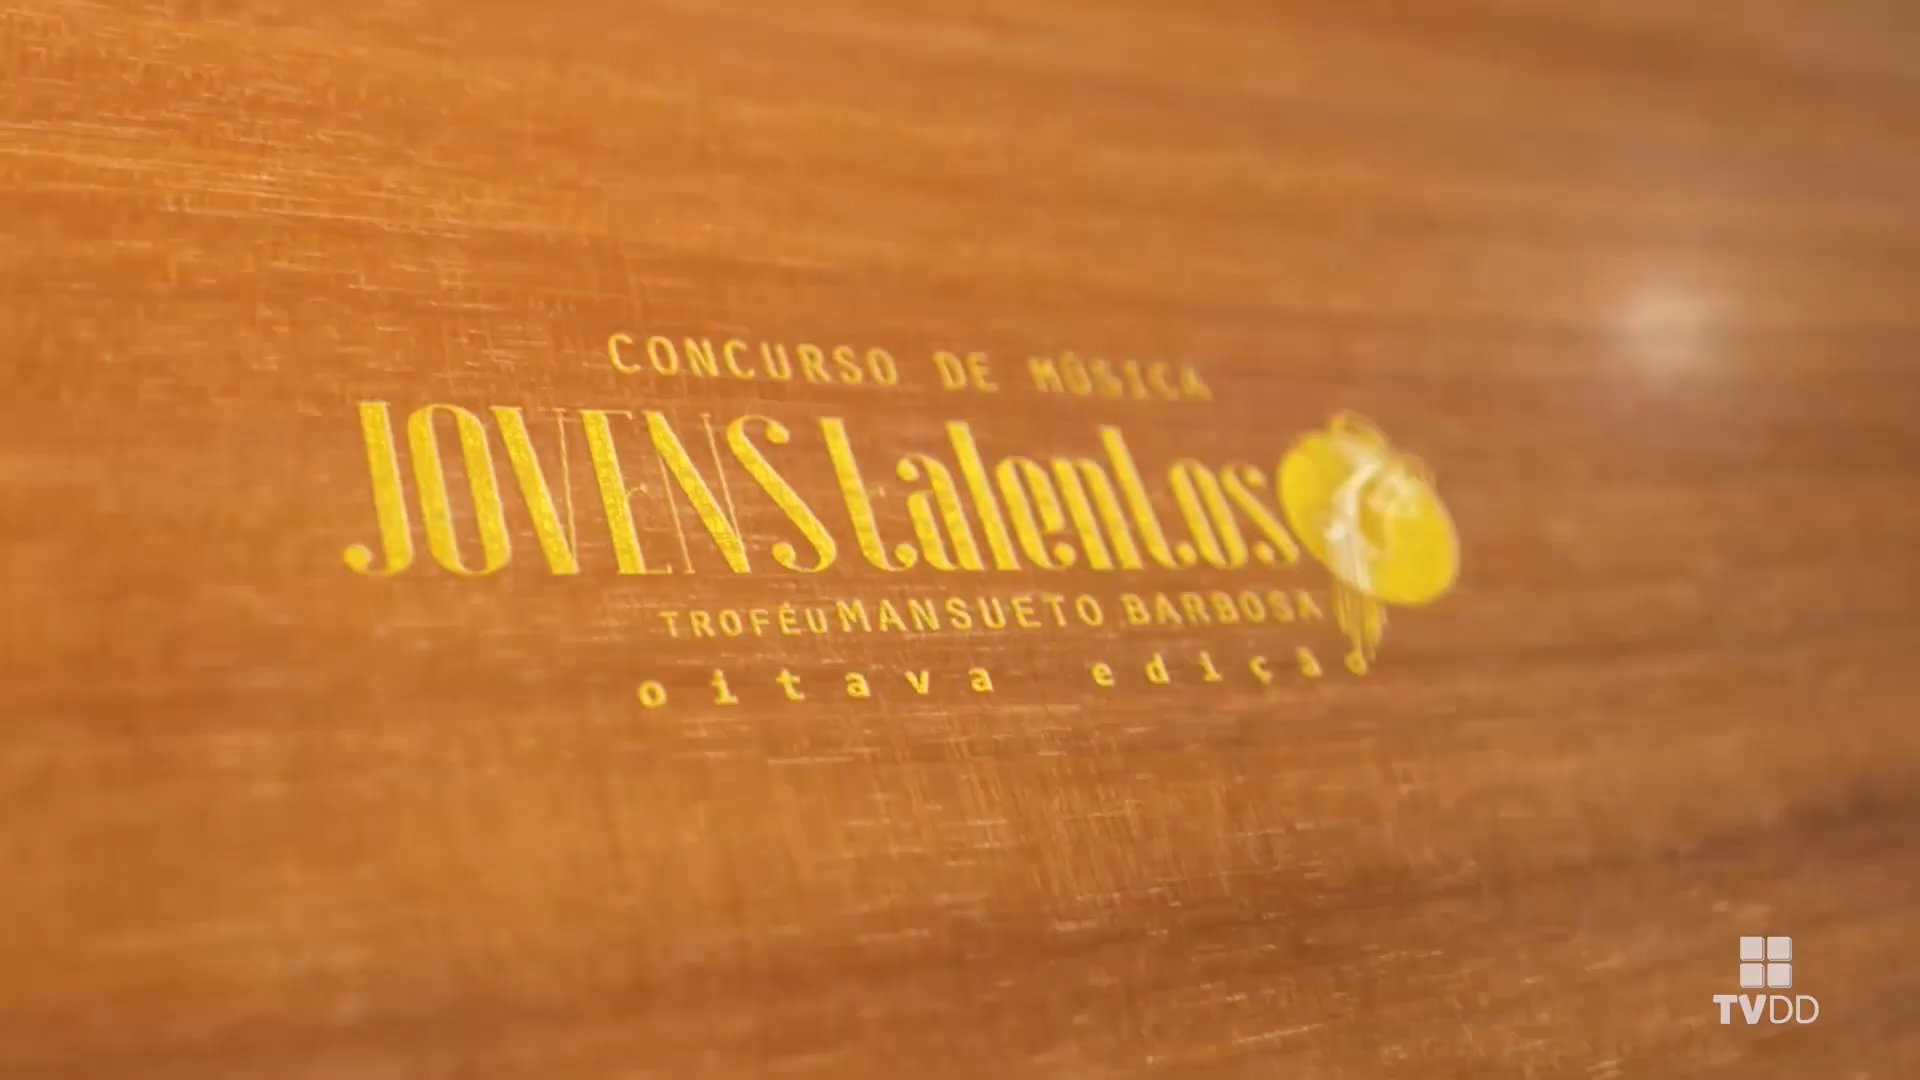 CONCURSO DE MÚSICA
JOVENS talentos
TROFÉU MANSUETO BARBOSA
oitava edição
TVDD